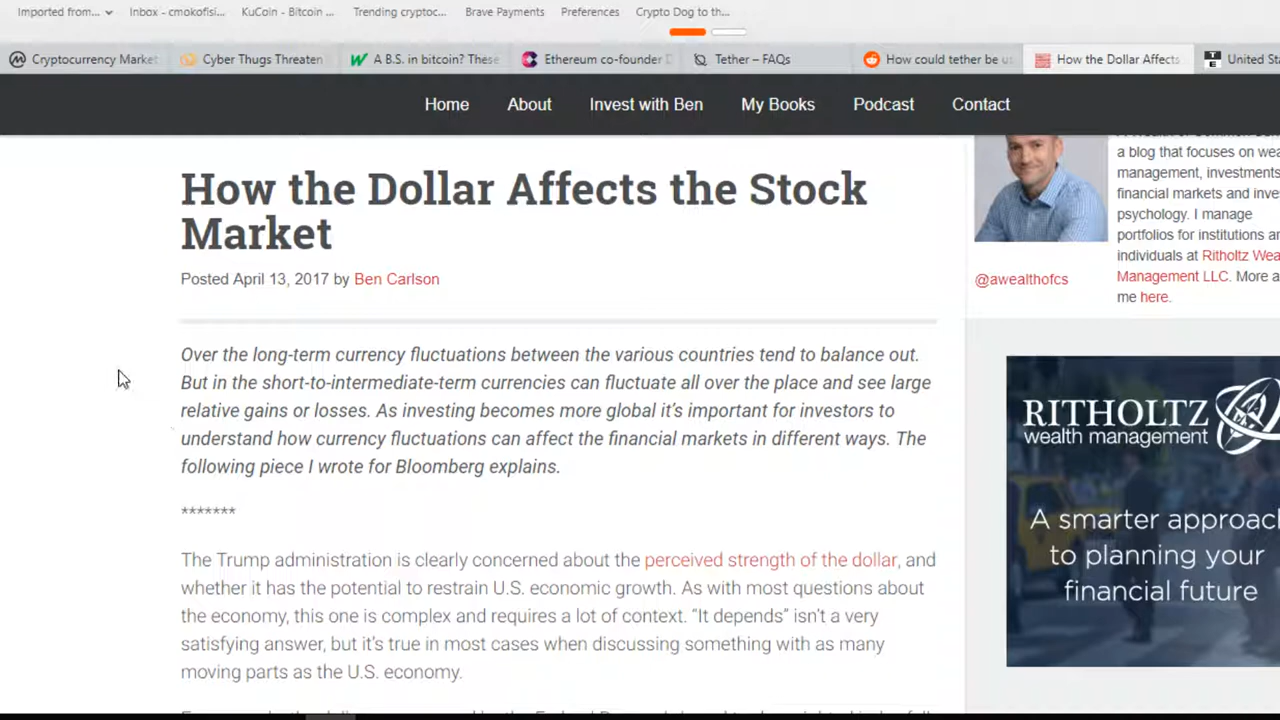 Imported from...
Inbox - cmokofisi...
KuCoin - Bitcoin ...
Trending cryptoc...
Brave Payments
Preferences
Crypto Dog to th...
Cryptocurrency Market
Cyber Thugs Threaten
A B.S. in bitcoin? These
Ethereum co-founder
Tether – FAQs
How could tether be
How the Dollar Affects
United
Home
About
Invest with Ben
My Books
Podcast
Contact
How the Dollar Affects the Stock
Market
Posted April 13, 2017 by Ben Carlson
Over the long-term currency fluctuations between the various countries tend to balance out.
But in the short-to-intermediate-term currencies can fluctuate all over the place and see large
relative gains or losses. As investing becomes more global it's important for investors to
understand how currency fluctuations can affect the financial markets in different ways. The
following piece I wrote for Bloomberg explains.
*******
The Trump administration is clearly concerned about the perceived strength of the dollar, and
whether it has the potential to restrain U.S. economic growth. As with most questions about
the economy, this one is complex and requires a lot of context. “It depends” isn't a very
satisfying answer, but it's true in most cases when discussing something with as many
moving parts as the U.S. economy.
a blog that focuses on
management, investments
financial markets and
psychology. I manage
portfolios for institutions
individuals at Ritholtz
Management LLC. More
me here.
@awealthofcs
RITHOLTZ
wealth management
A smarter approach
to planning your
financial future